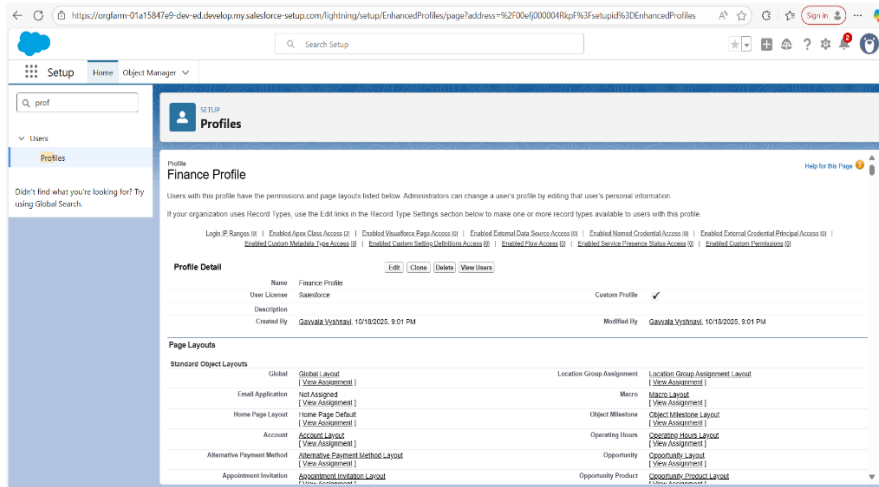 https://orgfarm-01a15847e9-dev-ed.develop.my.salesforce-setup.com/lightning/setup/EnhancedProfiles/page?address=%2F00efj000004RkpF%3Fsetupid%3DEnhancedProfiles
Sign in
Search Setup
2
Setup Home Object Manager
prof
Users
Profiles
Didn't find what you're looking for? Try
using Global Search.
SETUP
Profiles
Profile
Finance Profile
Help for this Page
Users with this profile have the permissions and page layouts listed below. Administrators can change a user's profile by editing that user's personal information.
If your organization uses Record Types, use the Edit links in the Record Type Settings section below to make one or more record types available to users with this profile.
Login IP Ranges [0] | Enabled Apex Class Access [2] | Enabled Visualforce Page Access [0] | Enabled External Data Source Access [0] | Enabled Named Credential Access [0] | Enabled External Credential Principal Access [0] |
Enabled Custom Metadata Type Access [0] | Enabled Custom Setting Definitions Access [0] | Enabled Flow Access [0] | Enabled Service Presence Status Access [0] | Enabled Custom Permissions [0]
Profile Detail Edit Clone Delete View Users
Name Finance Profile
User License Salesforce Custom Profile ✓
Description
Created By Gavvala Vyshnavi, 10/18/2025, 9:01 PM Modified By Gavvala Vyshnavi, 10/18/2025, 9:01 PM
Page Layouts
Standard Object Layouts
Global Global Layout Location Group Assignment Location Group Assignment Layout
[ View Assignment ] [ View Assignment ]
Email Application Not Assigned Macro Macro Layout
[ View Assignment ] [ View Assignment ]
Home Page Layout Home Page Default Object Milestone Object Milestone Layout
[ View Assignment ] [ View Assignment ]
Account Account Layout Operating Hours Operating Hours Layout
[ View Assignment ] [ View Assignment ]
Alternative Payment Method Alternative Payment Method Layout Opportunity Opportunity Layout
[ View Assignment ] [ View Assignment ]
Appointment Invitation Appointment Invitation Layout Opportunity Product Opportunity Product Layout
[ View Assignment ] [ View Assignment ]